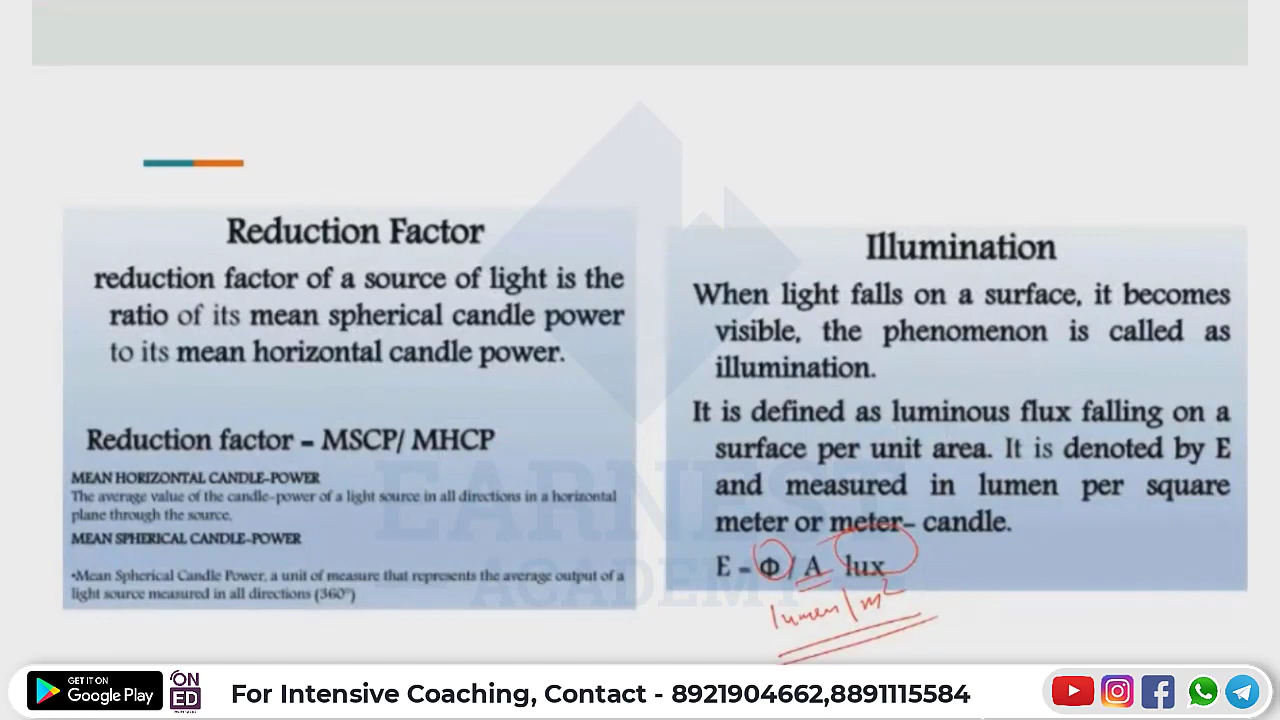 Reduction Factor
reduction factor of a source of light is the
ratio of its mean spherical candle power
to its mean horizontal candle power.
Reduction factor - MSCP/ MHCP
MEAN HORIZONTAL CANDLE-POWER
The average value of the candle-power of a light source in all directions in a horizontal
plane through the source.
MEAN SPHERICAL CANDLE-POWER
•Mean Spherical Candle Power, a unit of measure that represents the average output of a
light source measured in all directions (360°)
Illumination
When light falls on a surface, it becomes
visible, the phenomenon is called as
illumination.
It is defined as luminous flux falling on a
surface per unit area. It is denoted by E
and measured in lumen per square
meter or meter- candle.
E - Φ / A lux
lumen/m²
EARNEST
ACADEMY
GET IT ON
Google Play
ON
ED
For Intensive Coaching, Contact - 8921904662,8891115584